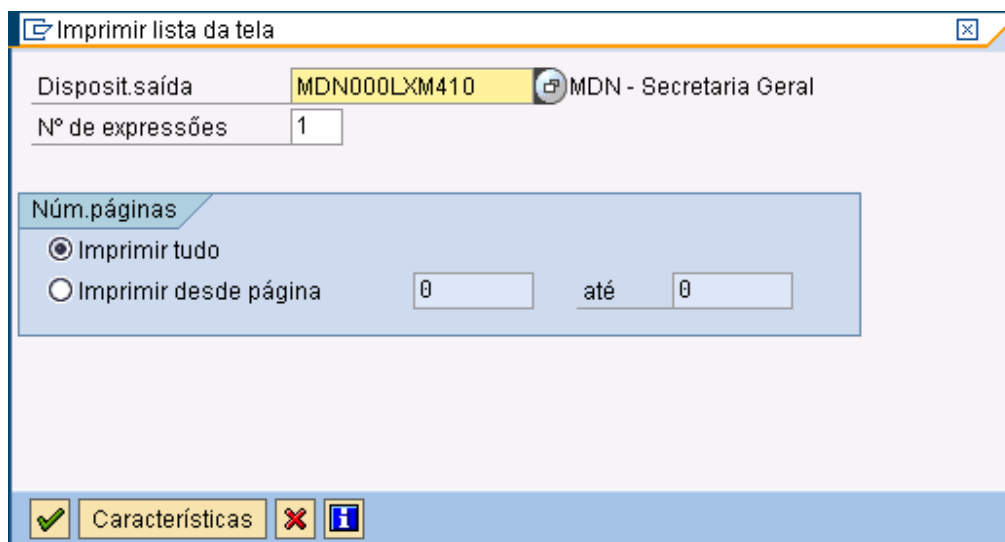 Imprimir lista da tela
Disposit.saída MDN000LXM410 MDN - Secretaria Geral
Nº de expressões 1
Núm.páginas
Imprimir tudo
Imprimir desde página 0 até 0
Características